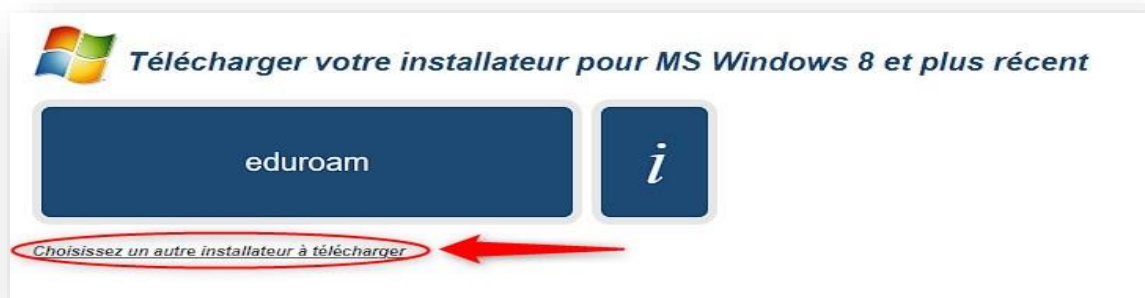 Télécharger votre installateur pour MS Windows 8 et plus récent
eduroam
i
Choisissez un autre installateur à télécharger